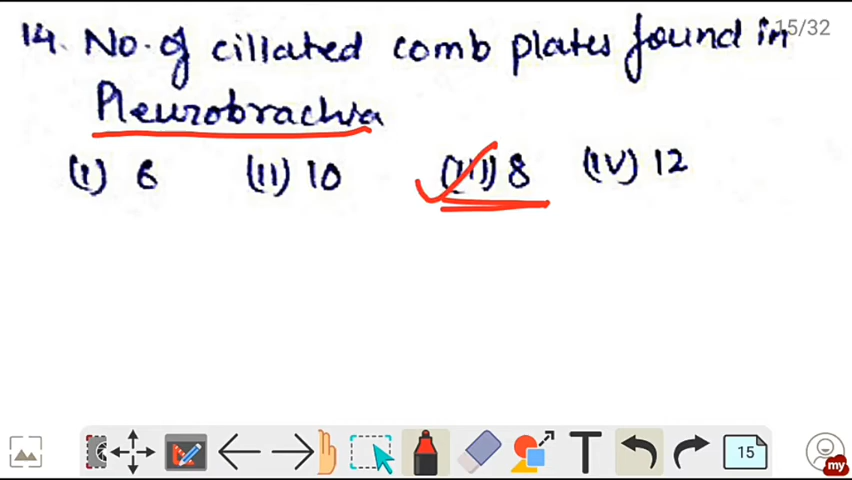 15/32
14. No. of cillated comb plates found in
Pleurobrachia
(I) 6 (II) 10 (III) 8 (IV) 12
T 15
my